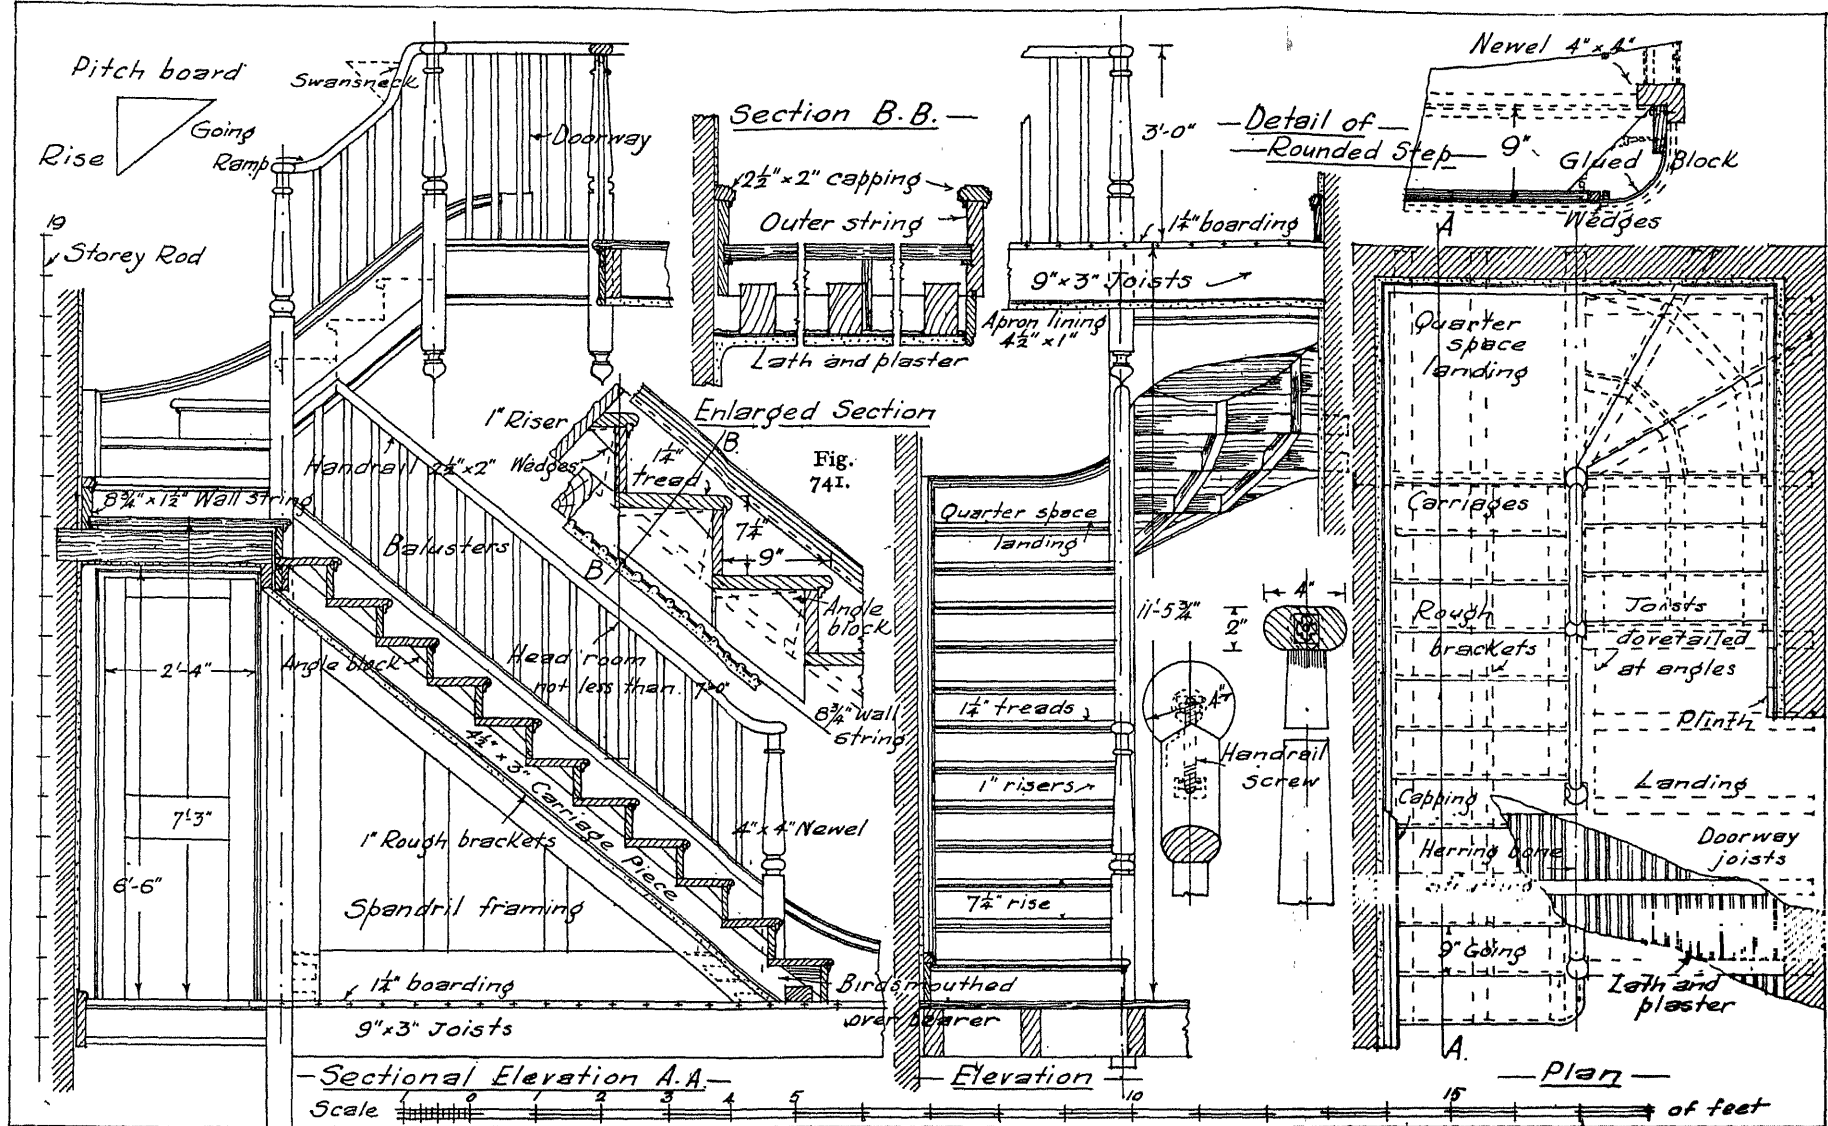 Pitch board
Going
Rise
Ramp
Swansneck
Doorway
19
Storey Rod
Section B.B.
2½"×2" capping
Outer string
Apron lining
4½"×1"
Lath and plaster
3'-0"
1¼" boarding
9"×3" Joists
Detail of
Rounded Step
Newel 4"×4"
9"
Glued Block
Wedges
Enlarged Section
Fig.
741.
1" Riser
Wedges
1¼"
tread
B.
7¼"
9"
B
Angle
block
8¾" Wall
string
Handrail 2½"×2"
8¾"×1½" Wall String
Balusters
Head room
not less than 7'-0"
Angle block
2'-4"
7'3"
6'-6"
4½"×3" Carriage Piece
1" Rough brackets
4"×4" Newel
Spandril framing
1¼" boarding
Birdsmouthed
over bearer
9"×3" Joists
Sectional Elevation A.A.
Quarter space
landing
11'-5¾"
1¼" treads
1" risers
7¼" rise
Elevation
4"
2"
4"
Handrail
screw
A
Quarter
space
landing
Carriages
Rough
brackets
Joists
dovetailed
at angles
Plinth
Landing
Capping
Herring bone
Doorway
joists
9" Going
Lath and
plaster
A.
Plan
Scale 1 0 1 2 3 4 5 10 15 of feet